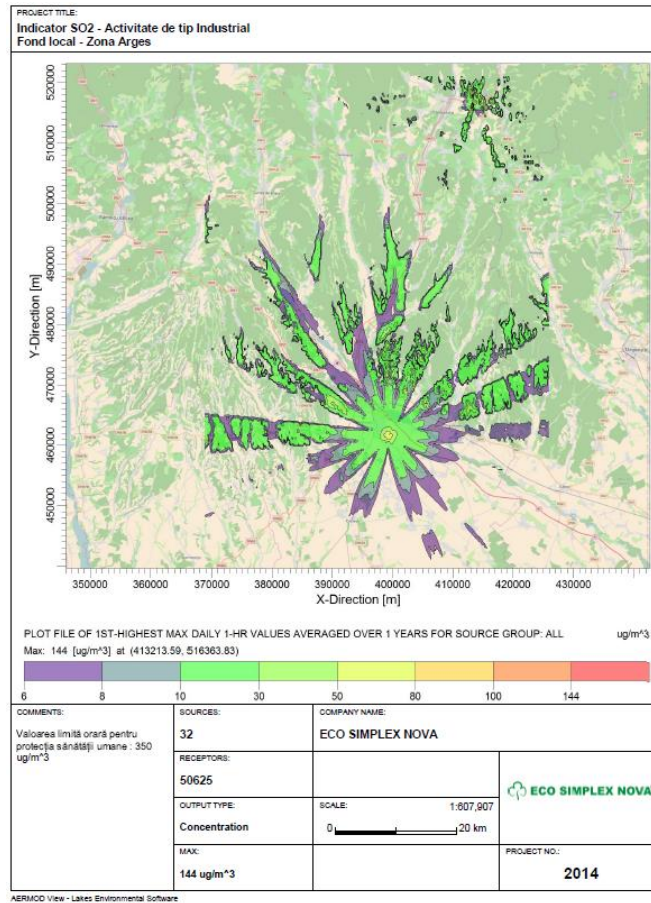 PROJECT TITLE:
Indicator SO2 - Activitate de tip Industrial
Fond local - Zona Arges
Y-Direction [m]
520000
510000
500000
490000
480000
470000
460000
450000
350000 360000 370000 380000 390000 400000 410000 420000 430000
X-Direction [m]
PLOT FILE OF 1ST-HIGHEST MAX DAILY 1-HR VALUES AVERAGED OVER 1 YEARS FOR SOURCE GROUP: ALL ug/m^3
Max: 144 [ug/m^3] at (413213.59, 516363.83)
6 8 10 30 50 80 100 144
COMMENTS:
Valoarea limită orară pentru
protecția sănătății umane : 350
ug/m^3
SOURCES:
32
COMPANY NAME:
ECO SIMPLEX NOVA
RECEPTORS:
50625
OUTPUT TYPE:
Concentration
SCALE: 1:607,907
0 20 km
ECO SIMPLEX NOVA
MAX:
144 ug/m^3
PROJECT NO.:
2014
AERMOD View - Lakes Environmental Software